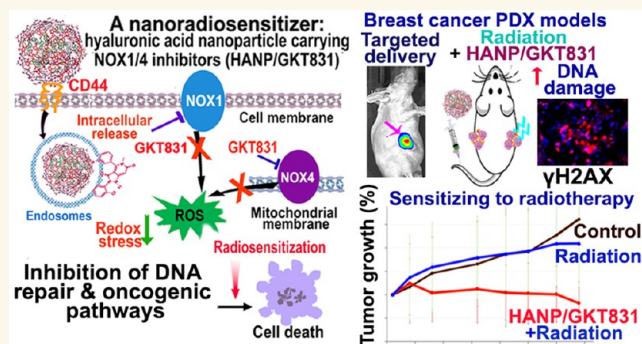 A nanoradiosensitizer:
hyaluronic acid nanoparticle carrying
NOX1/4 inhibitors (HANP/GKT831)
CD44
NOX1
Cell membrane
Intracellular
release
GKT831
GKT831
NOX4
Endosomes
ROS
Mitochondrial
membrane
Redox
stress
Radiosensitization
Inhibition of DNA
repair & oncogenic
pathways
Cell death
Breast cancer PDX models
Targeted
delivery
Radiation
+ HANP/GKT831
DNA
damage
γH2AX
Sensitizing to radiotherapy
Tumor growth (%)
Control
Radiation
HANP/GKT831
+Radiation